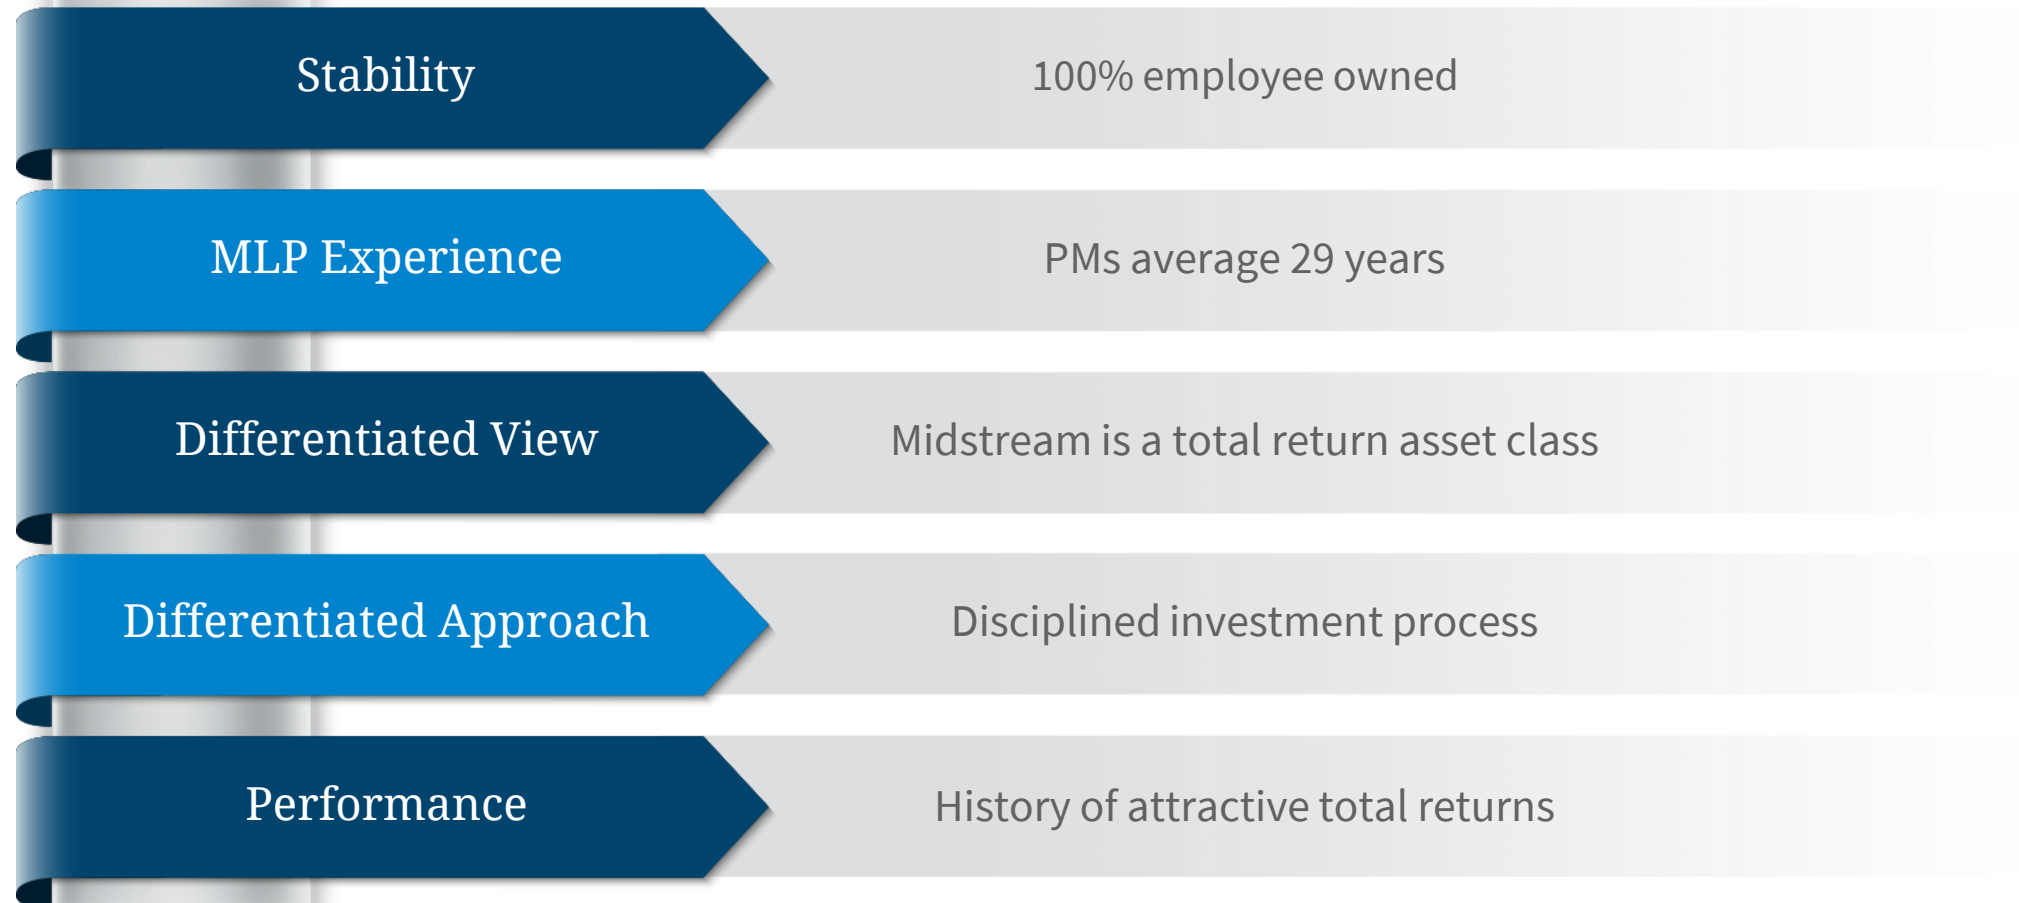 Stability
100% employee owned
MLP Experience
PMs average 29 years
Differentiated View
Midstream is a total return asset class
Differentiated Approach
Disciplined investment process
Performance
History of attractive total returns